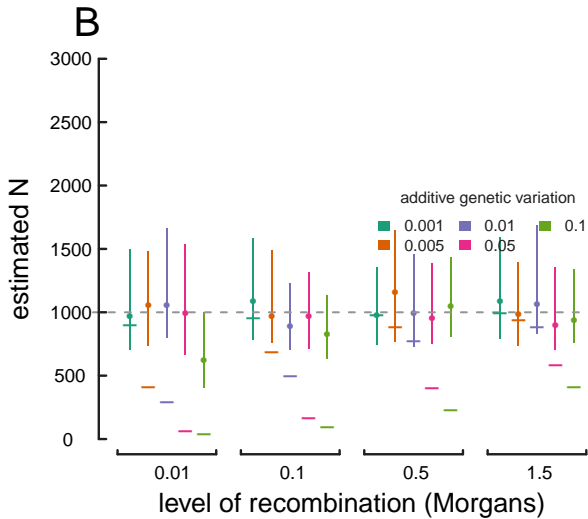 B
estimated N
3000
2500
2000
1500
1000
500
0
additive genetic variation
0.001 0.01 0.1
0.005 0.05
0.01 0.1 0.5 1.5
level of recombination (Morgans)